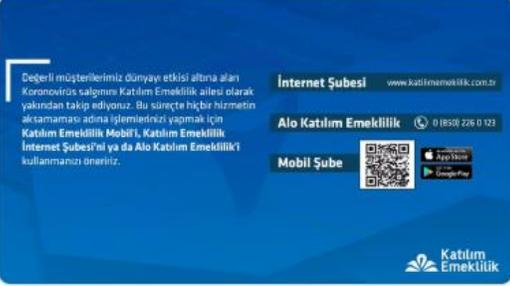 Değerli müşterilerimiz dünyayı etkisi altına alan
Koronovirüs salgınını Katılım Emeklilik ailesi olarak
yakından takip ediyoruz. Bu süreçte hiçbir hizmetin
aksamaması adına işlemlerinizi yapmak için
Katılım Emeklilik Mobil'i, Katılım Emeklilik
İnternet Şubesi'ni ya da Alo Katılım Emeklilik'i
kullanmanızı öneririz.
İnternet Şubesi www.katilimemeklilik.com.tr
Alo Katılım Emeklilik 0 (850) 226 0 123
Mobil Şube
App Store
Google Play
Katılım
Emeklilik